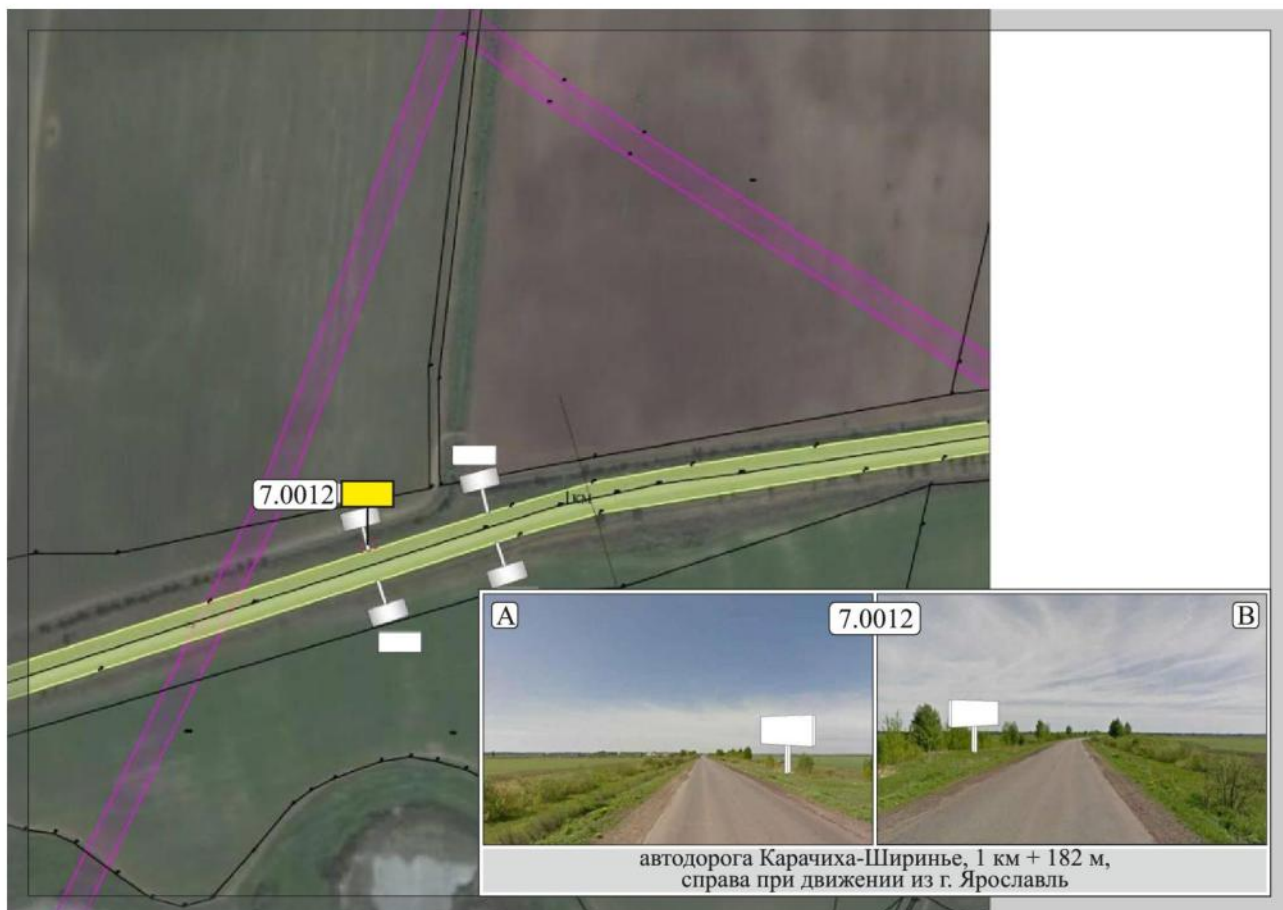 7.0012
1км
A
7.0012
B
автодорога Карачиха-Ширинье, 1 км + 182 м,
справа при движении из г. Ярославль